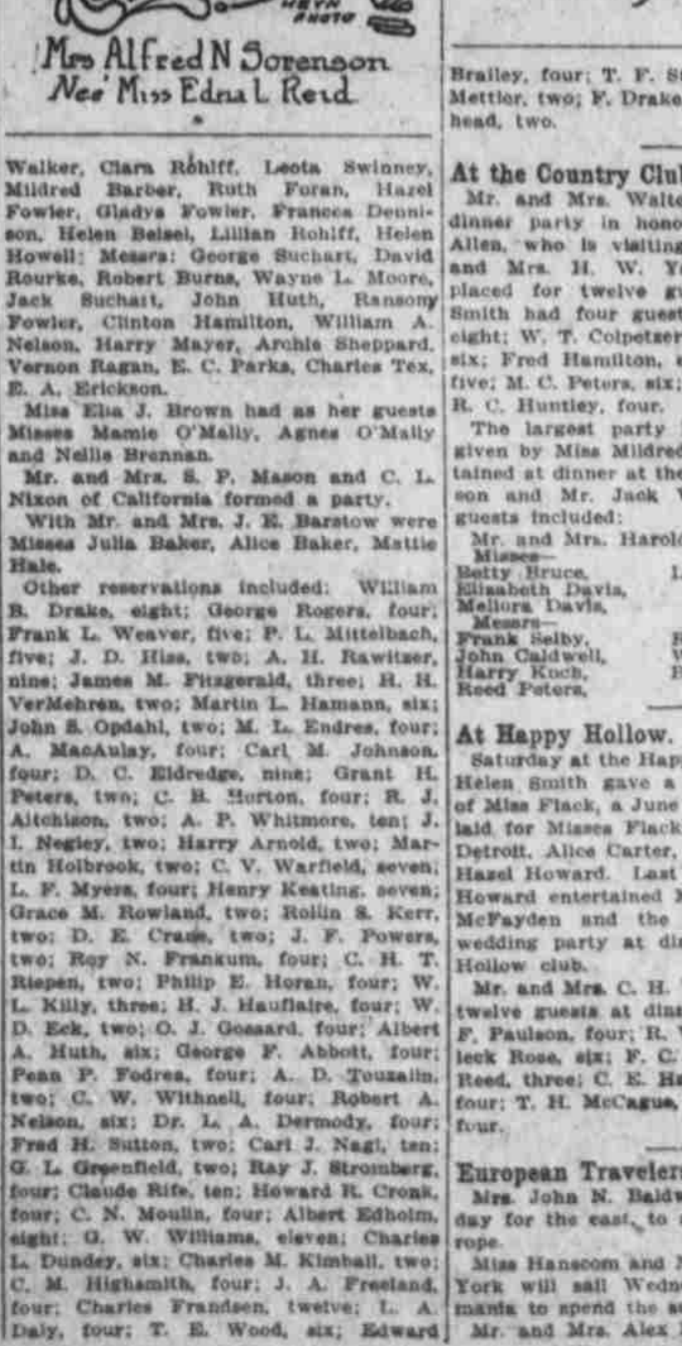 HEYN
PHOTO
Mrs Alfred N Sorenson
Nee Miss Edna L Reid
Walker, Clara Rohlff, Leota Swinney,
Mildred Barber, Ruth Foran, Hazel
Fowler, Gladys Fowler, Frances Denni-
son, Helen Beisel, Lillian Rohlff, Helen
Howell; Messrs: George Suchart, David
Rourke, Robert Burns, Wayne L. Moore,
Jack Suchart, John Huth, Ransony
Fowler, Clinton Hamilton, William A.
Nelson, Harry Mayer, Archie Sheppard,
Vernon Ragan, E. C. Parks, Charles Tex,
E. A. Erickson.
Miss Ella J. Brown had as her guests
Misses Mamie O'Mally, Agnes O'Mally
and Nellie Brennan.
Mr. and Mrs. S. P. Mason and C. L.
Nixon of California formed a party.
With Mr. and Mrs. J. E. Barstow were
Misses Julia Baker, Alice Baker, Mattie
Hale.
Other reservations included: William
B. Drake, eight; George Rogers, four;
Frank L. Weaver, five; P. L. Mittelbach,
five; J. D. Hiss, two; A. H. Rawitzer,
nine; James M. Fitzgerald, three; H. H.
VerMehren, two; Martin L. Hamann, six;
John S. Opdahl, two; M. L. Endres, four;
A. MacAulay, four; Carl M. Johnson,
four; D. C. Eldredge, nine; Grant H.
Peters, two; C. B. Horton, four; R. J.
Aitchison, two; A. P. Whitmore, ten; J.
I. Negley, two; Harry Arnold, two; Mar-
tin Holbrook, two; C. V. Warfield, seven;
L. F. Myers, four; Henry Keating, seven;
Grace M. Rowland, two; Rollin S. Kerr,
two; D. E. Crane, two; J. F. Powers,
two; Roy N. Frankum, four; C. H. T.
Riepen, two; Philip E. Horan, four; W.
L. Killy, three; H. J. Hauflaire, four; W.
D. Eck, two; O. J. Gossard, four; Albert
A. Huth, six; George F. Abbott, four;
Penn P. Fodrea, four; A. D. Touzalin,
two; C. W. Withnell, four; Robert A.
Nelson, six; Dr. L. A. Dermody, four;
Fred H. Sutton, two; Carl J. Nagl, ten;
G. L. Greenfield, two; Ray J. Stromberg,
four; Claude Rife, ten; Howard R. Cronk,
four; C. N. Moulin, four; Albert Edholm,
eight; G. W. Williams, eleven; Charles
L. Dundey, six; Charles M. Kimball, two;
C. M. Highsmith, four; J. A. Freeland,
four; Charles Frandsen, twelve; L. A.
Daly, four; T. E. Wood, six; Edward
Brailey, four; T. F. S
Mettler, two; F. Drake
head, two.
At the Country Clu
Mr. and Mrs. Walte
dinner party in hono
Allen, who is visiting
and Mrs. H. W. Y
placed for twelve g
Smith had four guest
eight; W. T. Colpetzer
six; Fred Hamilton,
five; M. C. Peters, six;
R. C. Huntley, four.
The largest party
given by Miss Mildred
tained at dinner at the
son and Mr. Jack
guests included:
Mr. and Mrs. Harold
Misses—
Betty Bruce,
Elizabeth Davis,
Mellora Davis,
Messrs—
Frank Selby,
John Caldwell,
Harry Koch,
Reed Peters,
At Happy Hollow.
Saturday at the Hap
Helen Smith gave a
of Miss Flack, a June
laid for Misses Flack
Detroit, Alice Carter,
Hazel Howard. Last
Howard entertained
McFayden and the
wedding party at di
Hollow club.
Mr. and Mrs. C. H.
twelve guests at din
F. Paulson, four; R.
leck Rose, six; F. C.
Reed, three; C. E. H
four; T. H. McCague,
four.
European Traveler
Mrs. John N. Baldw
day for the east, to
rope.
Miss Hanscom and
York will sail Wedn
mania to spend the
Mr. and Mrs. Alex